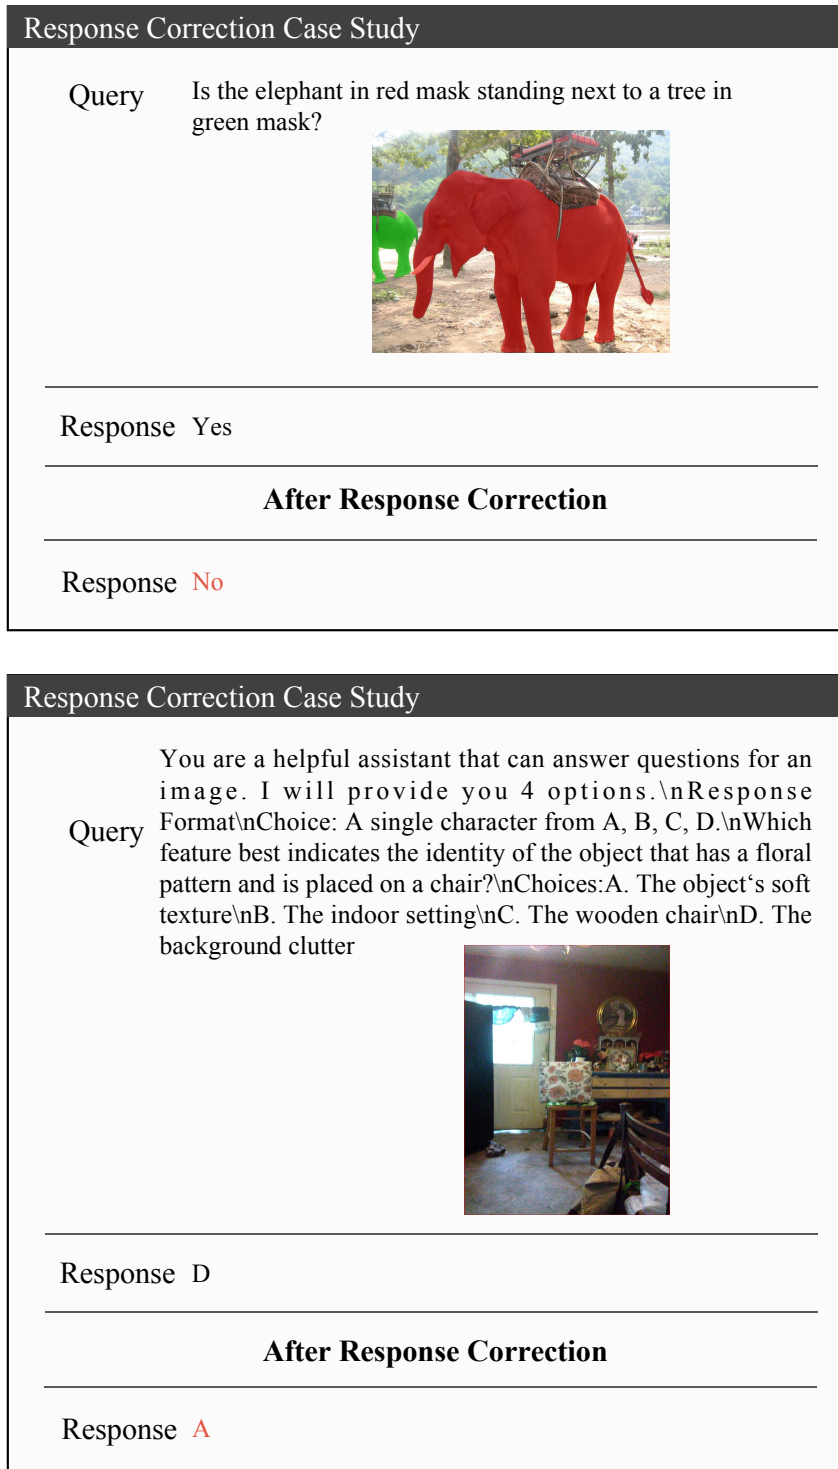 Response Correction Case Study
Query
Is the elephant in red mask standing next to a tree in
green mask?
Response Yes
After Response Correction
Response No
Response Correction Case Study
Query
You are a helpful assistant that can answer questions for an
image. I will provide you 4 options.\nResponse
Format\nChoice: A single character from A, B, C, D.\nWhich
feature best indicates the identity of the object that has a floral
pattern and is placed on a chair?\nChoices:A. The object‘s soft
texture\nB. The indoor setting\nC. The wooden chair\nD. The
background clutter
Response D
After Response Correction
Response A